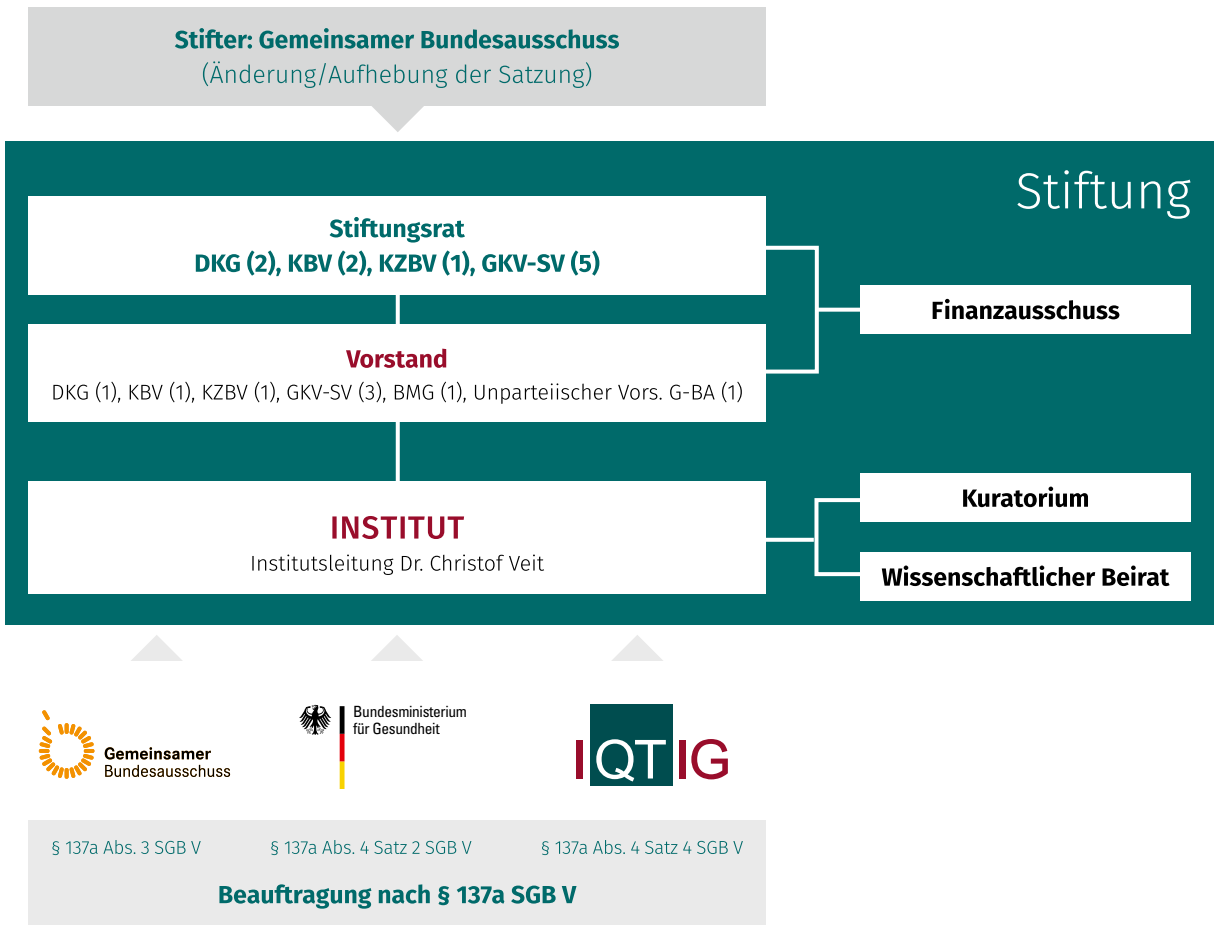 Stifter: Gemeinsamer Bundesausschuss
(Änderung/Aufhebung der Satzung)
Stiftung
Stiftungsrat
DKG (2), KBV (2), KZBV (1), GKV-SV (5)
Finanzausschuss
Vorstand
DKG (1), KBV (1), KZBV (1), GKV-SV (3), BMG (1), Unparteiischer Vors. G-BA (1)
Kuratorium
INSTITUT
Institutsleitung Dr. Christof Veit
Wissenschaftlicher Beirat
Gemeinsamer
Bundesausschuss
Bundesministerium
für Gesundheit
IQTIG
§ 137a Abs. 3 SGB V
§ 137a Abs. 4 Satz 2 SGB V
§ 137a Abs. 4 Satz 4 SGB V
Beauftragung nach § 137a SGB V